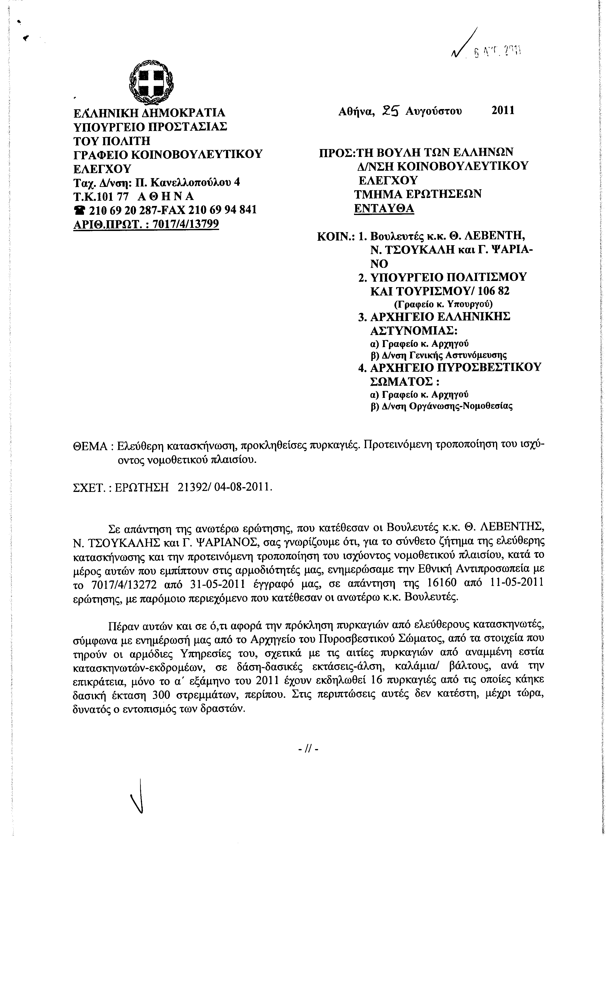 ΕΛΛΗΝΙΚΗ ΔΗΜΟΚΡΑΤΙΑ
ΥΠΟΥΡΓΕΙΟ ΠΡΟΣΤΑΣΙΑΣ
ΤΟΥ ΠΟΛΙΤΗ
ΓΡΑΦΕΙΟ ΚΟΙΝΟΒΟΥΛΕΥΤΙΚΟΥ
ΕΛΕΓΧΟΥ
Ταχ. Δ/νση: Π. Κανελλοπούλου 4
Τ.Κ.101 77 Α Θ Η Ν Α
☎ 210 69 20 287-FAX 210 69 94 841
ΑΡΙΘ.ΠΡΩΤ. : 7017/4/13799
Αθήνα, 25 Αυγούστου 2011
ΠΡΟΣ:ΤΗ ΒΟΥΛΗ ΤΩΝ ΕΛΛΗΝΩΝ
Δ/ΝΣΗ ΚΟΙΝΟΒΟΥΛΕΥΤΙΚΟΥ
ΕΛΕΓΧΟΥ
ΤΜΗΜΑ ΕΡΩΤΗΣΕΩΝ
ΕΝΤΑΥΘΑ
ΚΟΙΝ.: 1. Βουλευτές κ.κ. Θ. ΛΕΒΕΝΤΗ,
Ν. ΤΣΟΥΚΑΛΗ και Γ. ΨΑΡΙΑ-
ΝΟ
2. ΥΠΟΥΡΓΕΙΟ ΠΟΛΙΤΙΣΜΟΥ
ΚΑΙ ΤΟΥΡΙΣΜΟΥ/ 106 82
(Γραφείο κ. Υπουργού)
3. ΑΡΧΗΓΕΙΟ ΕΛΛΗΝΙΚΗΣ
ΑΣΤΥΝΟΜΙΑΣ:
α) Γραφείο κ. Αρχηγού
β) Δ/νση Γενικής Αστυνόμευσης
4. ΑΡΧΗΓΕΙΟ ΠΥΡΟΣΒΕΣΤΙΚΟΥ
ΣΩΜΑΤΟΣ :
α) Γραφείο κ. Αρχηγού
β) Δ/νση Οργάνωσης-Νομοθεσίας
ΘΕΜΑ : Ελεύθερη κατασκήνωση, προκληθείσες πυρκαγιές. Προτεινόμενη τροποποίηση του ισχύ-
οντος νομοθετικού πλαισίου.
ΣΧΕΤ. : ΕΡΩΤΗΣΗ 21392/ 04-08-2011.
Σε απάντηση της ανωτέρω ερώτησης, που κατέθεσαν οι Βουλευτές κ.κ. Θ. ΛΕΒΕΝΤΗΣ,
Ν. ΤΣΟΥΚΑΛΗΣ και Γ. ΨΑΡΙΑΝΟΣ, σας γνωρίζουμε ότι, για το σύνθετο ζήτημα της ελεύθερης
κατασκήνωσης και την προτεινόμενη τροποποίηση του ισχύοντος νομοθετικού πλαισίου, κατά το
μέρος αυτών που εμπίπτουν στις αρμοδιότητές μας, ενημερώσαμε την Εθνική Αντιπροσωπεία με
το 7017/4/13272 από 31-05-2011 έγγραφό μας, σε απάντηση της 16160 από 11-05-2011
ερώτησης, με παρόμοιο περιεχόμενο που κατέθεσαν οι ανωτέρω κ.κ. Βουλευτές.
Πέραν αυτών και σε ό,τι αφορά την πρόκληση πυρκαγιών από ελεύθερους κατασκηνωτές,
σύμφωνα με ενημέρωσή μας από το Αρχηγείο του Πυροσβεστικού Σώματος, από τα στοιχεία που
τηρούν οι αρμόδιες Υπηρεσίες του, σχετικά με τις αιτίες πυρκαγιών από αναμμένη εστία
κατασκηνωτών-εκδρομέων, σε δάση-δασικές εκτάσεις-άλση, καλάμια/ βάλτους, ανά την
επικράτεια, μόνο το α΄ εξάμηνο του 2011 έχουν εκδηλωθεί 16 πυρκαγιές από τις οποίες κάηκε
δασική έκταση 300 στρεμμάτων, περίπου. Στις περιπτώσεις αυτές δεν κατέστη, μέχρι τώρα,
δυνατός ο εντοπισμός των δραστών.
- // -